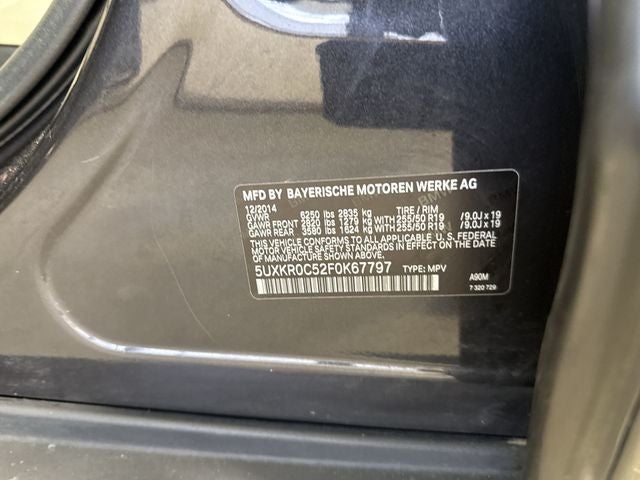 MFD BY BAYERISCHE MOTOREN WERKE AG
12/2014
GVWR 6250 lbs 2835 kg TIRE / RIM
GAWR FRONT 2820 lbs 1279 kg 255/50 R19 / 9.0J x 19
GAWR REAR 3580 lbs 1624 kg 255/50 R19 / 9.0J x 19
THIS VEHICLE CONFORMS TO ALL APPLICABLE U.S. FEDERAL
MOTOR VEHICLE SAFETY STANDARDS IN EFFECT ON THE DATE OF
MANUFACTURE SHOWN ABOVE.
5UXKR0C52F0K67797 TYPE: MPV A90M
7 320 729